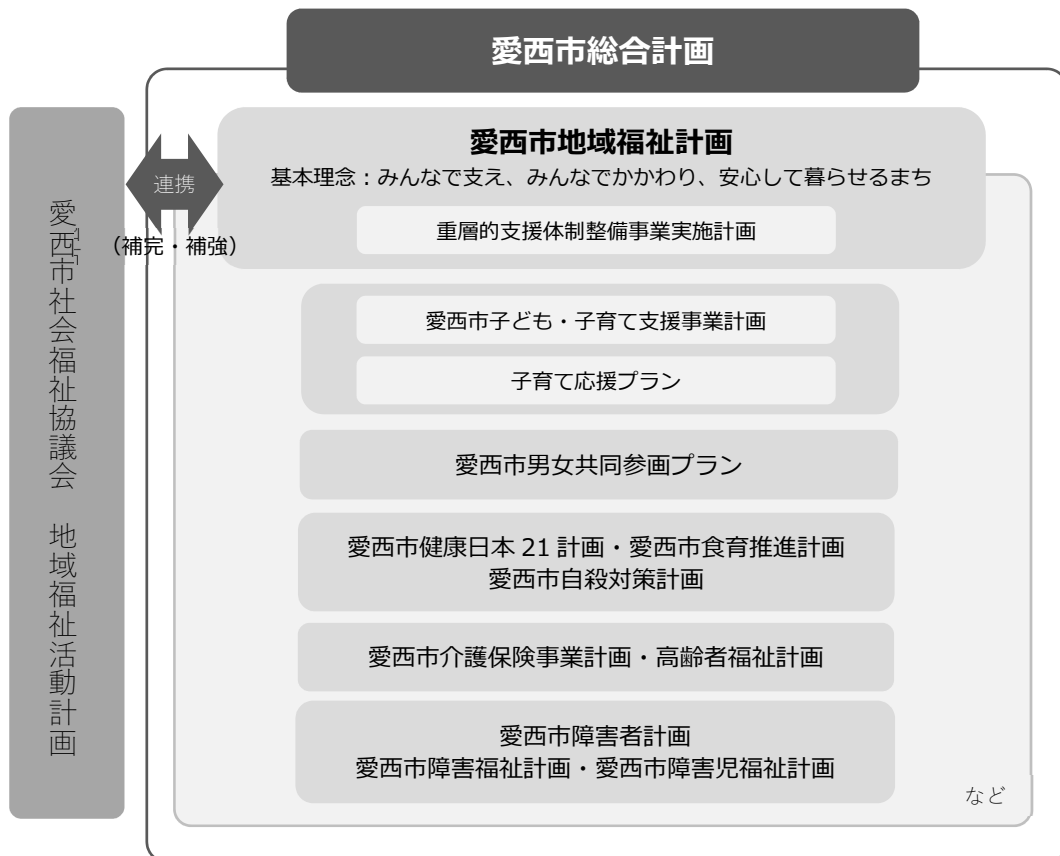 愛西市総合計画
愛西市地域福祉計画
基本理念：みんなで支え、みんなでかかわり、安心して暮らせるまち
重層的支援体制整備事業実施計画
連携
（補完・補強）
愛西市社会福祉協議会　地域福祉活動計画
愛西市子ども・子育て支援事業計画
子育て応援プラン
愛西市男女共同参画プラン
愛西市健康日本 21 計画・愛西市食育推進計画
愛西市自殺対策計画
愛西市介護保険事業計画・高齢者福祉計画
愛西市障害者計画
愛西市障害福祉計画・愛西市障害児福祉計画
など